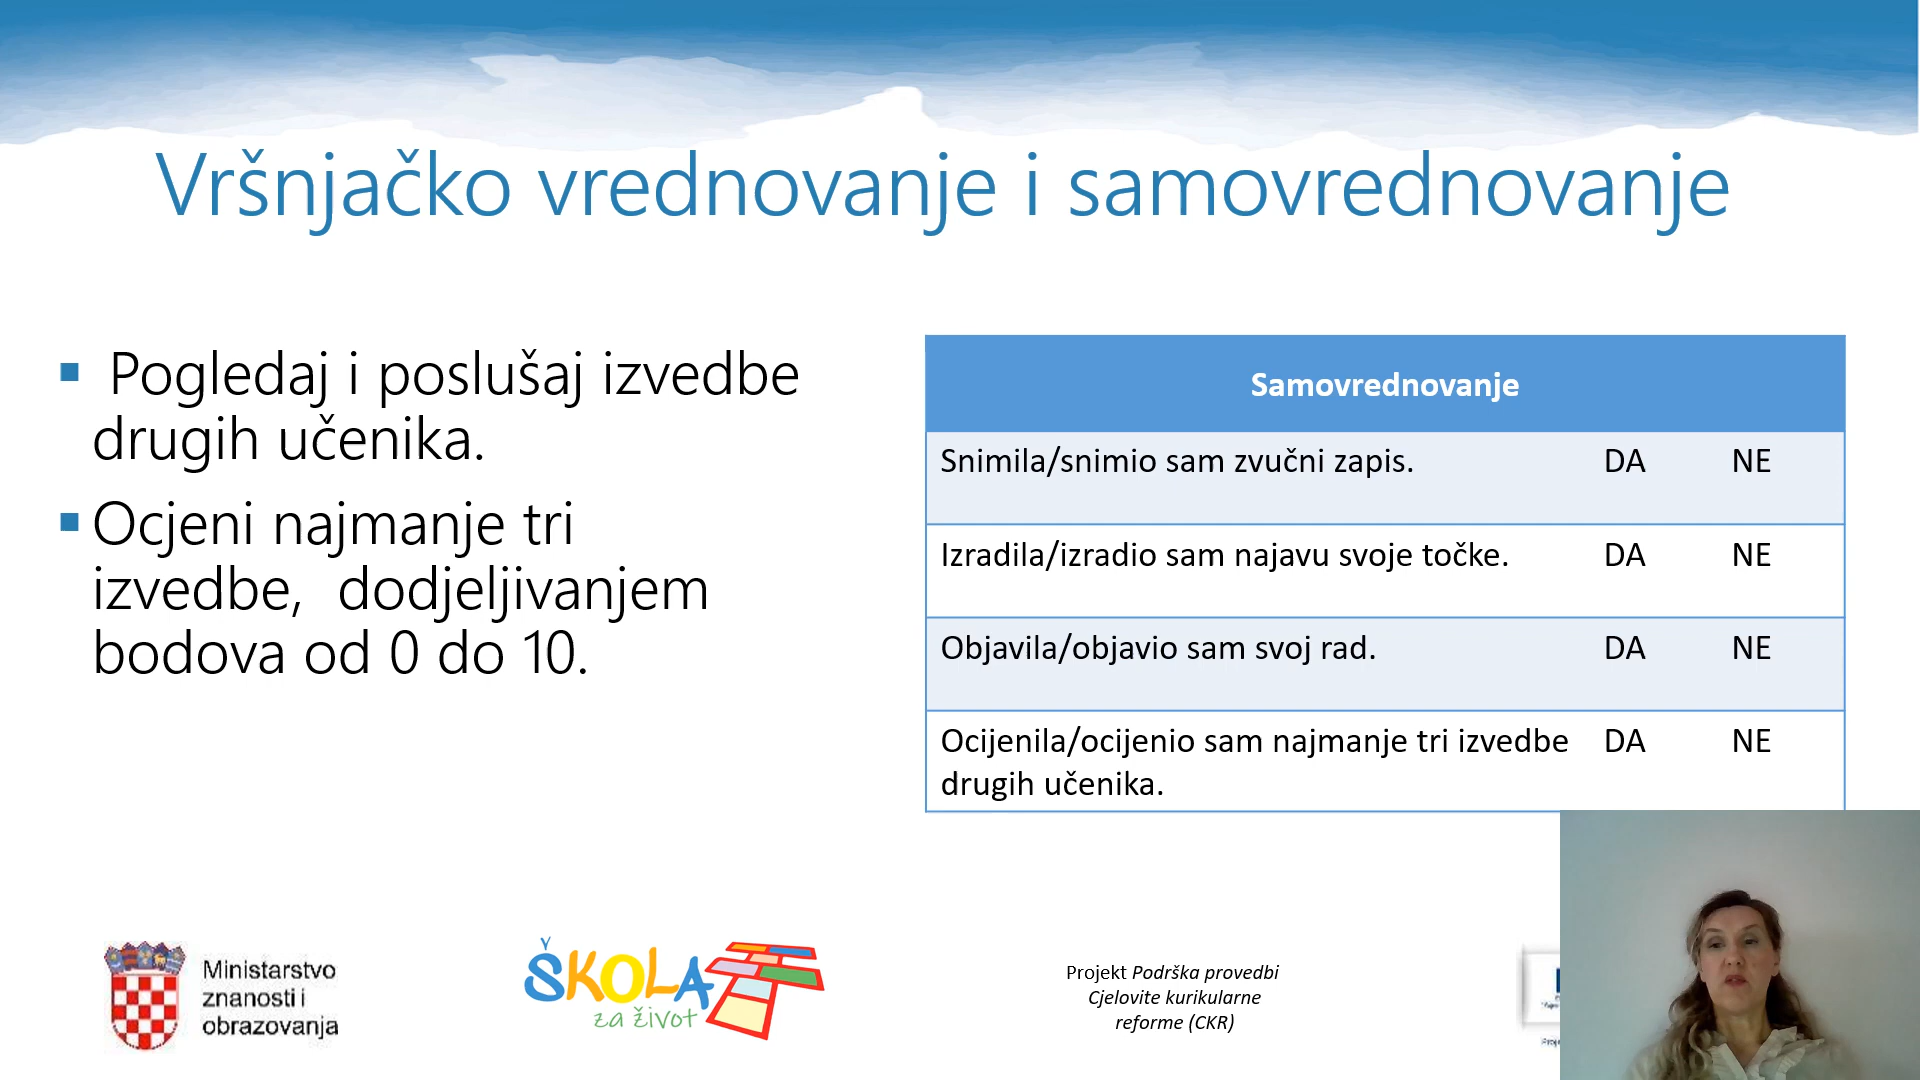 Vršnjačko vrednovanje i samovrednovanje
Pogledaj i poslušaj izvedbe
drugih učenika.
Ocjeni najmanje tri
izvedbe, dodjeljivanjem
bodova od 0 do 10.
Samovrednovanje
Snimila/snimio sam zvučni zapis. DA NE
Izradila/izradio sam najavu svoje točke. DA NE
Objavila/objavio sam svoj rad. DA NE
Ocijenila/ocijenio sam najmanje tri izvedbe DA NE
drugih učenika.
Ministarstvo
znanosti i
obrazovanja
ŠKOLA
za život
Projekt Podrška provedbi
Cjelovite kurikularne
reforme (CKR)